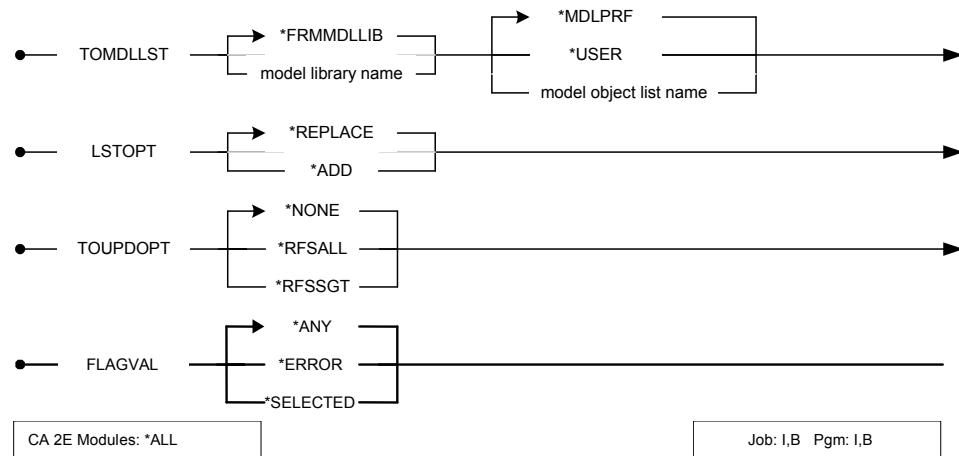 *FRMMDLLIB
*MDLPRF
TOMDLLST
*USER
model library name
model object list name
*REPLACE
LSTOPT
*ADD
*NONE
TOUPDOPT
*RFSALL
*RFSSGT
*ANY
FLAGVAL
*ERROR
*SELECTED
CA 2E Modules: *ALL
Job: I,B Pgm: I,B